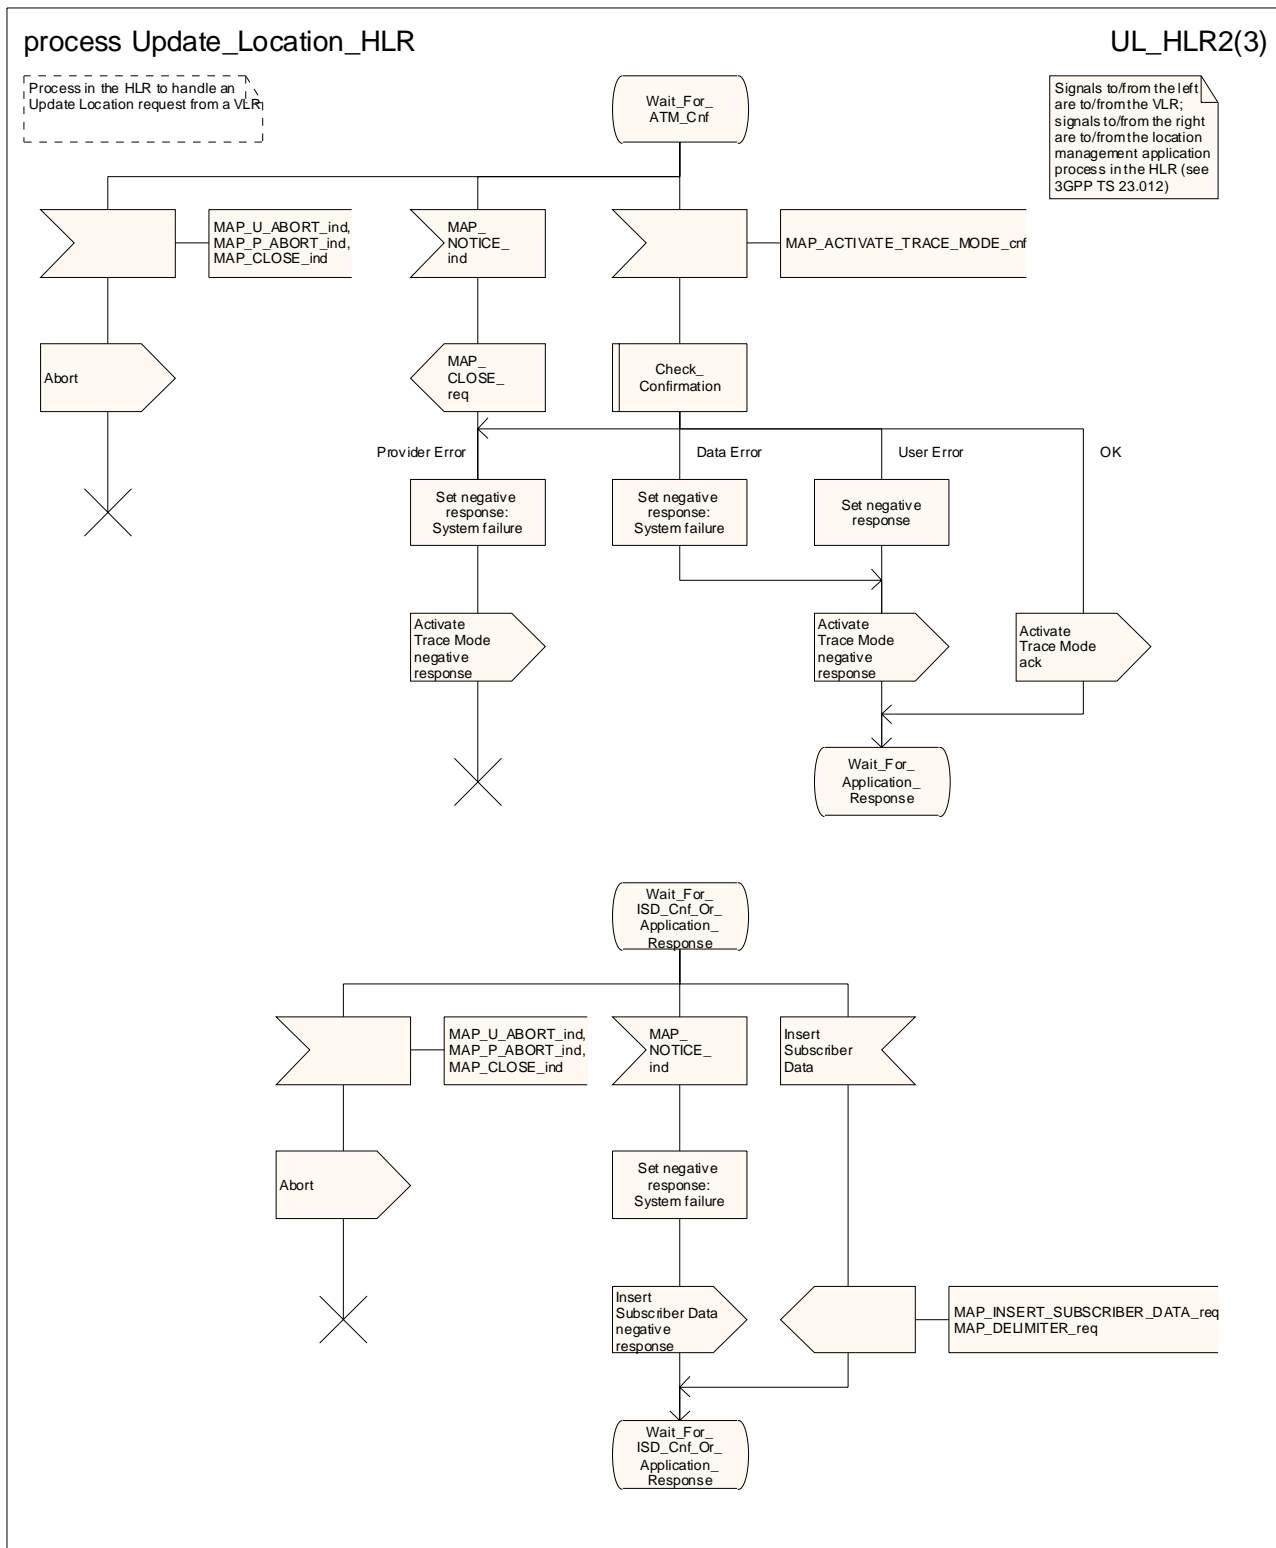 process Update_Location_HLR
UL_HLR2(3)
Process in the HLR to handle an
Update Location request from a VLR
Wait_For_
ATM_Cnf
Signals to/from the left
are to/from the VLR;
signals to/from the right
are to/from the location
management application
process in the HLR (see
3GPP TS 23.012)
MAP_U_ABORT_ind,
MAP_P_ABORT_ind,
MAP_CLOSE_ind
MAP_
NOTICE_
ind
MAP_ACTIVATE_TRACE_MODE_cnf
Abort
MAP_
CLOSE_
req
Check_
Confirmation
Provider Error
Data Error
User Error
OK
Set negative
response:
System failure
Set negative
response:
System failure
Set negative
response
Activate
Trace Mode
negative
response
Activate
Trace Mode
negative
response
Activate
Trace Mode
ack
Wait_For_
Application_
Response
Wait_For_
ISD_Cnf_Or_
Application_
Response
MAP_U_ABORT_ind,
MAP_P_ABORT_ind,
MAP_CLOSE_ind
MAP_
NOTICE_
ind
Insert
Subscriber
Data
Abort
Set negative
response:
System failure
Insert
Subscriber Data
negative
response
MAP_INSERT_SUBSCRIBER_DATA_req
MAP_DELIMITER_req
Wait_For_
ISD_Cnf_Or_
Application_
Response